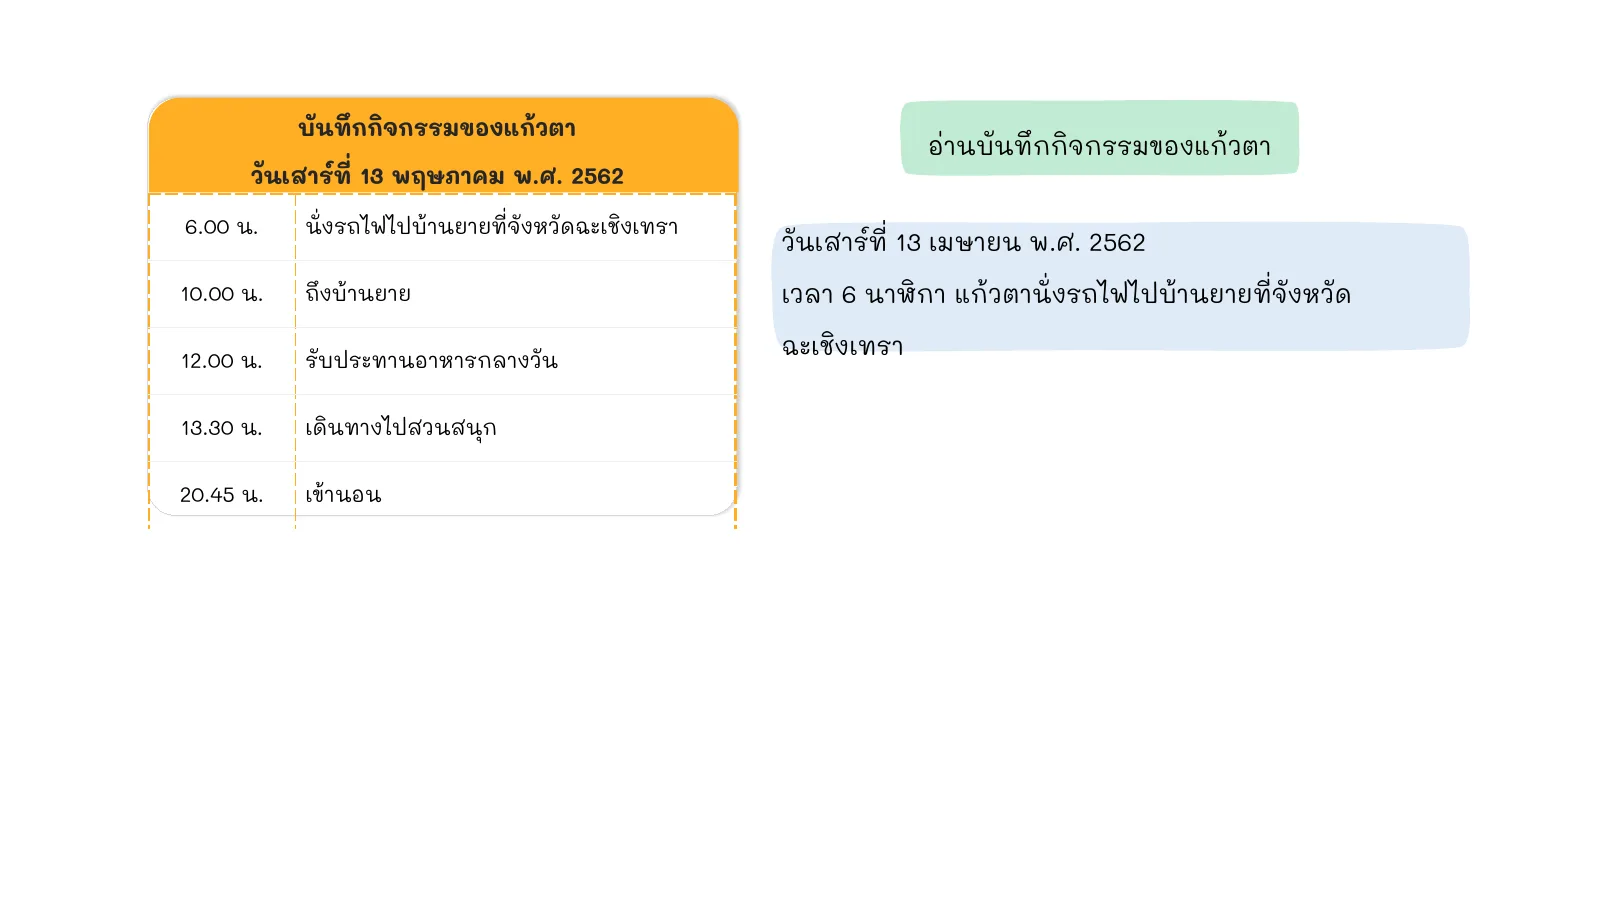 บันทึกกิจกรรมของแก้วตา
วันเสาร์ที่ 13 พฤษภาคม พ.ศ. 2562
6.00 น. นั่งรถไฟไปบ้านยายที่จังหวัดฉะเชิงเทรา
10.00 น. ถึงบ้านยาย
12.00 น. รับประทานอาหารกลางวัน
13.30 น. เดินทางไปสวนสนุก
20.45 น. เข้านอน
อ่านบันทึกกิจกรรมของแก้วตา
วันเสาร์ที่ 13 เมษายน พ.ศ. 2562
เวลา 6 นาฬิกา แก้วตานั่งรถไฟไปบ้านยายที่จังหวัด
ฉะเชิงเทรา